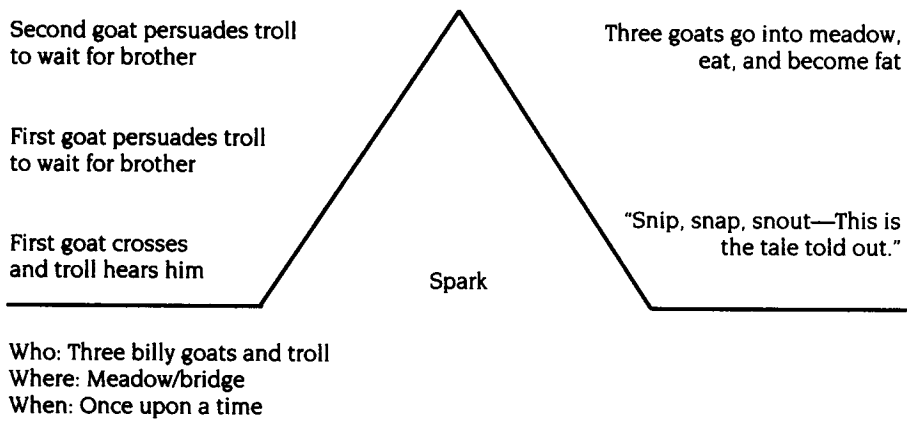 Second goat persuades troll
to wait for brother
First goat persuades troll
to wait for brother
First goat crosses
and troll hears him
Spark
Three goats go into meadow,
eat, and become fat
“Snip, snap, snout—This is
the tale told out.”
Who: Three billy goats and troll
Where: Meadow/bridge
When: Once upon a time